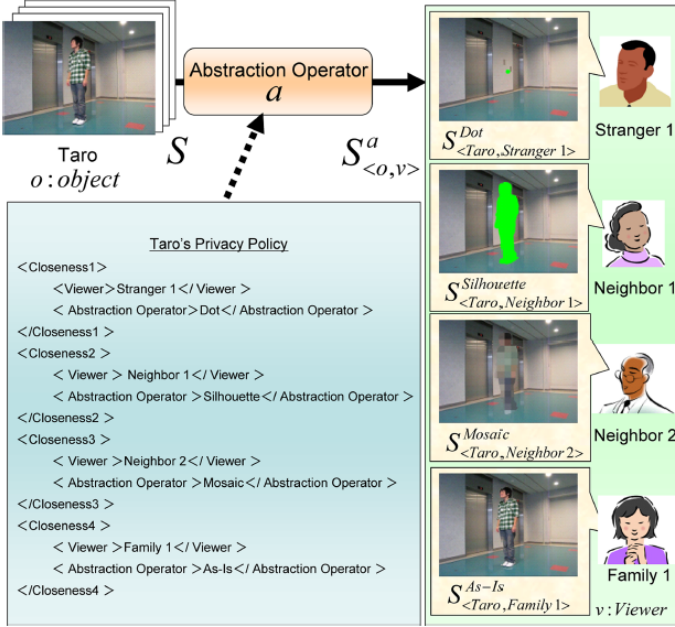 Abstraction Operator
a
Taro
o:object
S
S^a_<o,v>
Taro's Privacy Policy
<Closeness1>
<Viewer>Stranger 1</ Viewer >
< Abstraction Operator>Dot</ Abstraction Operator >
</Closeness1 >
<Closeness2>
< Viewer > Neighbor 1</ Viewer >
< Abstraction Operator >Silhouette</ Abstraction Operator >
</Closeness2 >
<Closeness3>
< Viewer >Neighbor 2</ Viewer >
< Abstraction Operator >Mosaic</ Abstraction Operator >
</Closeness3 >
<Closeness4>
< Viewer >Family 1</ Viewer >
< Abstraction Operator >As-Is</ Abstraction Operator >
</Closeness4 >
S^Dot_<Taro,Stranger 1>
Stranger 1
S^Silhouette_<Taro,Neighbor 1>
Neighbor 1
S^Mosaic_<Taro,Neighbor 2>
Neighbor 2
S^As-Is_<Taro,Family 1>
Family 1
v:Viewer